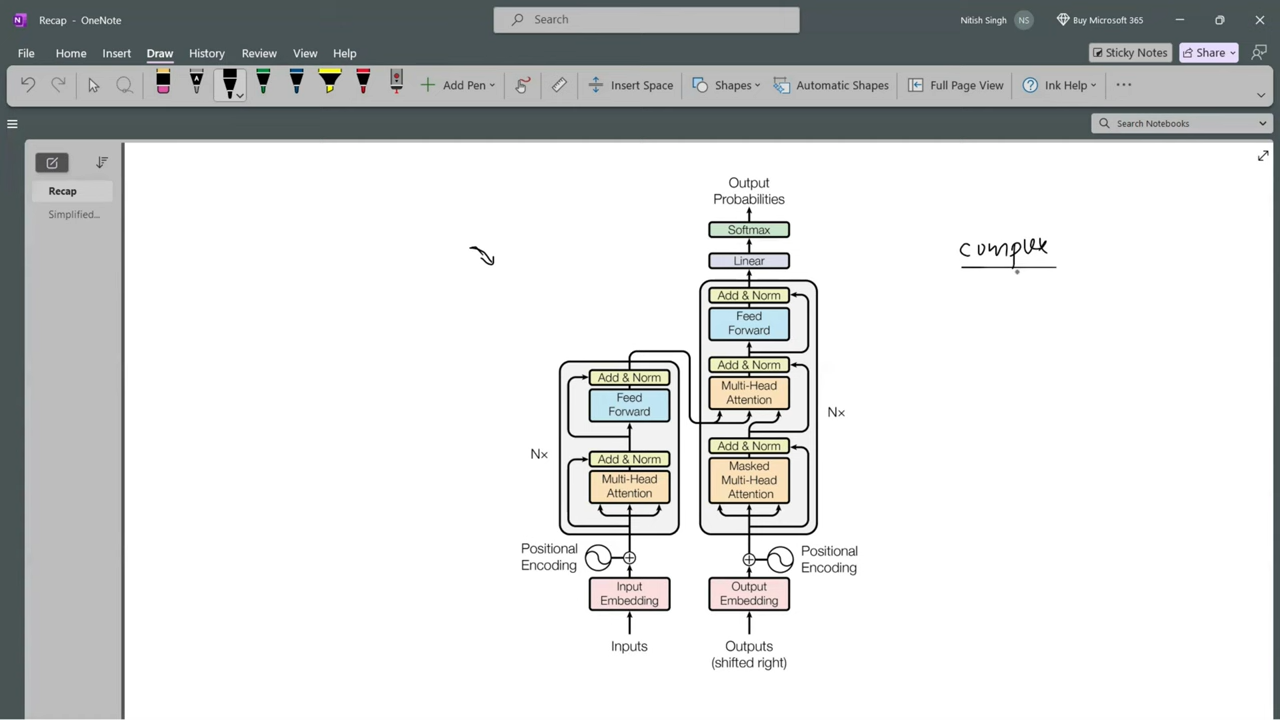 Recap - OneNote
Search
Nitish Singh
NS
Buy Microsoft 365
File
Home
Insert
Draw
History
Review
View
Help
Sticky Notes
Share
Add Pen
Insert Space
Shapes
Automatic Shapes
Full Page View
Ink Help
Search Notebooks
Recap
Simplified...
Output
Probabilities
Softmax
Linear
complex
Add & Norm
Feed
Forward
Add & Norm
Multi-Head
Attention
Nx
Add & Norm
Masked
Multi-Head
Attention
Add & Norm
Feed
Forward
Nx
Add & Norm
Multi-Head
Attention
Positional
Encoding
Positional
Encoding
Input
Embedding
Output
Embedding
Inputs
Outputs
(shifted right)